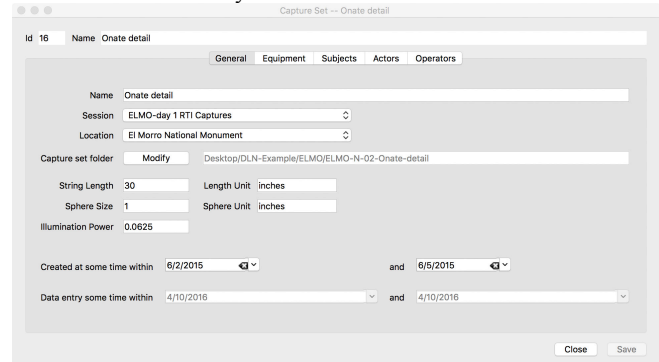 Capture Set -- Onate detail
Id 16 Name Onate detail
General Equipment Subjects Actors Operators
Name Onate detail
Session ELMO-day 1 RTI Captures
Location El Morro National Monument
Capture set folder Modify Desktop/DLN-Example/ELMO/ELMO-N-02-Onate-detail
String Length 30 Length Unit inches
Sphere Size 1 Sphere Unit inches
Illumination Power 0.0625
Created at some time within 6/2/2015 and 6/5/2015
Data entry some time within 4/10/2016 and 4/10/2016
Close Save